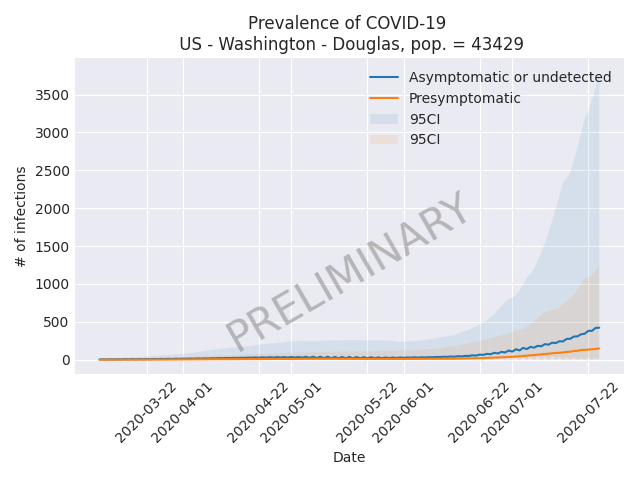 Prevalence of COVID-19
US - Washington - Douglas, pop. = 43429
Asymptomatic or undetected
Presymptomatic
95CI
95CI
3500
3000
2500
2000
1500
1000
500
0
# of infections
PRELIMINARY
2020-03-22
2020-04-01
2020-04-22
2020-05-01
2020-05-22
2020-06-01
2020-06-22
2020-07-01
2020-07-22
Date